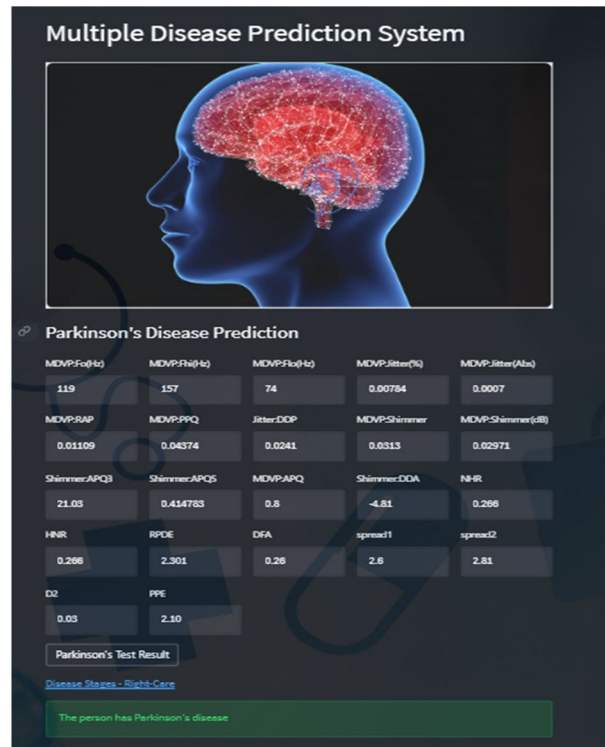 Multiple Disease Prediction System
Parkinson's Disease Prediction
MDVP:Fo(Hz) MDVP:Fhi(Hz) MDVP:Flo(Hz) MDVP:Jitter(%) MDVP:Jitter(Abs)
119 157 74 0.00784 0.0007
MDVP:RAP MDVP:PPQ Jitter:DDP MDVP:Shimmer MDVP:Shimmer(dB)
0.01109 0.04374 0.0241 0.0313 0.02971
Shimmer:APQ3 Shimmer:APQ5 MDVP:APQ Shimmer:DDA NHR
21.03 0.414783 0.8 -4.81 0.266
HNR RPDE DFA spread1 spread2
0.266 2.301 0.26 2.6 2.81
D2 PPE
0.03 2.10
Parkinson's Test Result
Disease Stages - Right-Care
The person has Parkinson's disease